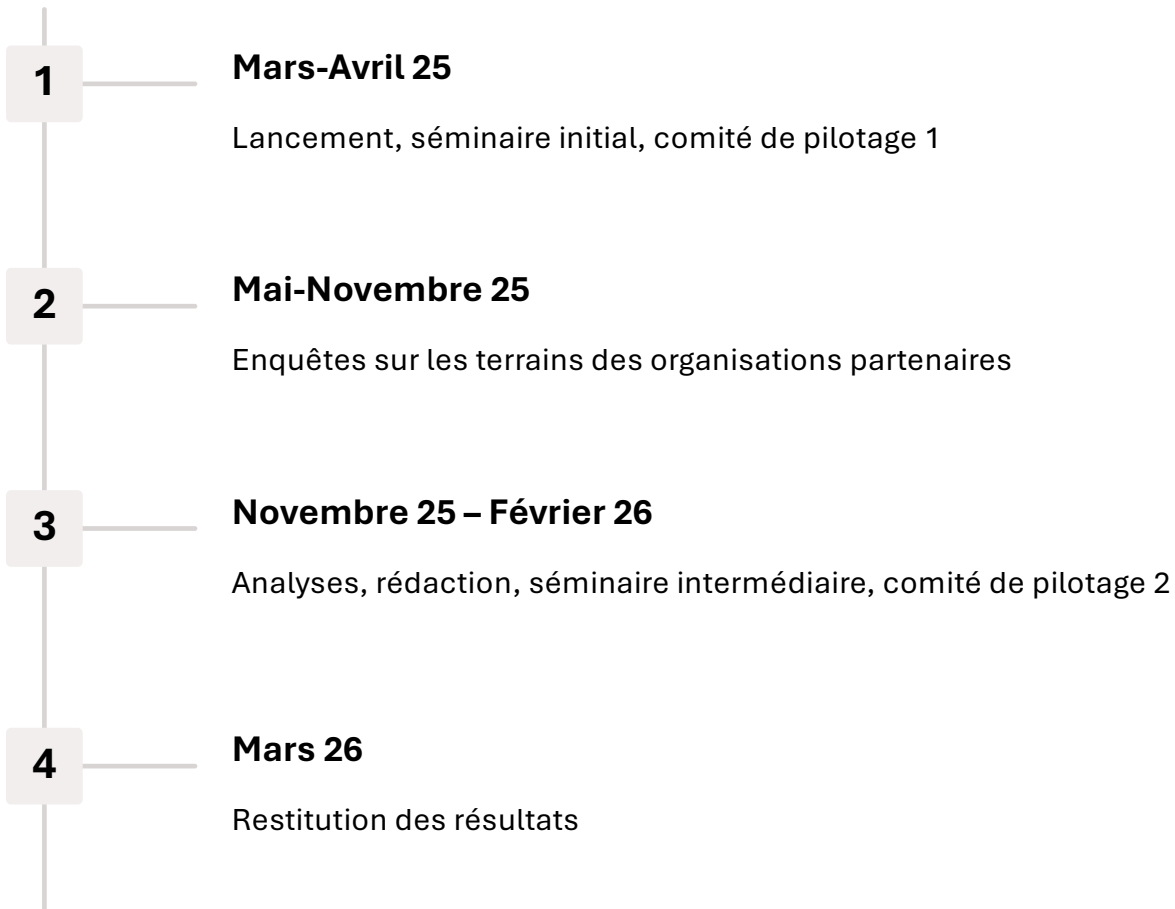 1
Mars-Avril 25
Lancement, séminaire initial, comité de pilotage 1
2
Mai-Novembre 25
Enquêtes sur les terrains des organisations partenaires
3
Novembre 25 – Février 26
Analyses, rédaction, séminaire intermédiaire, comité de pilotage 2
4
Mars 26
Restitution des résultats